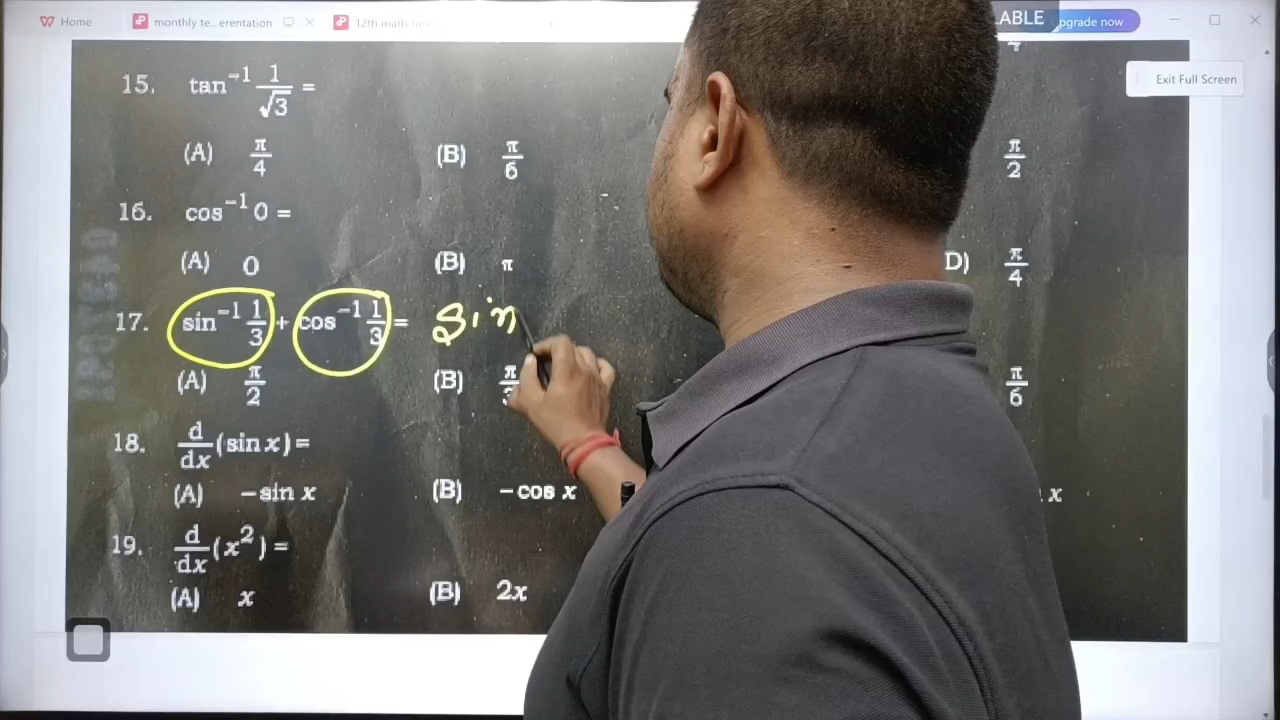 Home monthly te...erentation 12th math ABLE pgrade now
Exit Full Screen
15. tan⁻¹ 1/√3 =
(A) π/4 (B) π/6 π/2
16. cos⁻¹ 0 =
(A) 0 (B) π D) π/4
17. sin⁻¹ 1/3 + cos⁻¹ 1/3 = sin
(A) π/2 (B) π π/6
18. d/dx (sin x) =
(A) −sin x (B) −cos x x
19. d/dx (x²) =
(A) x (B) 2x